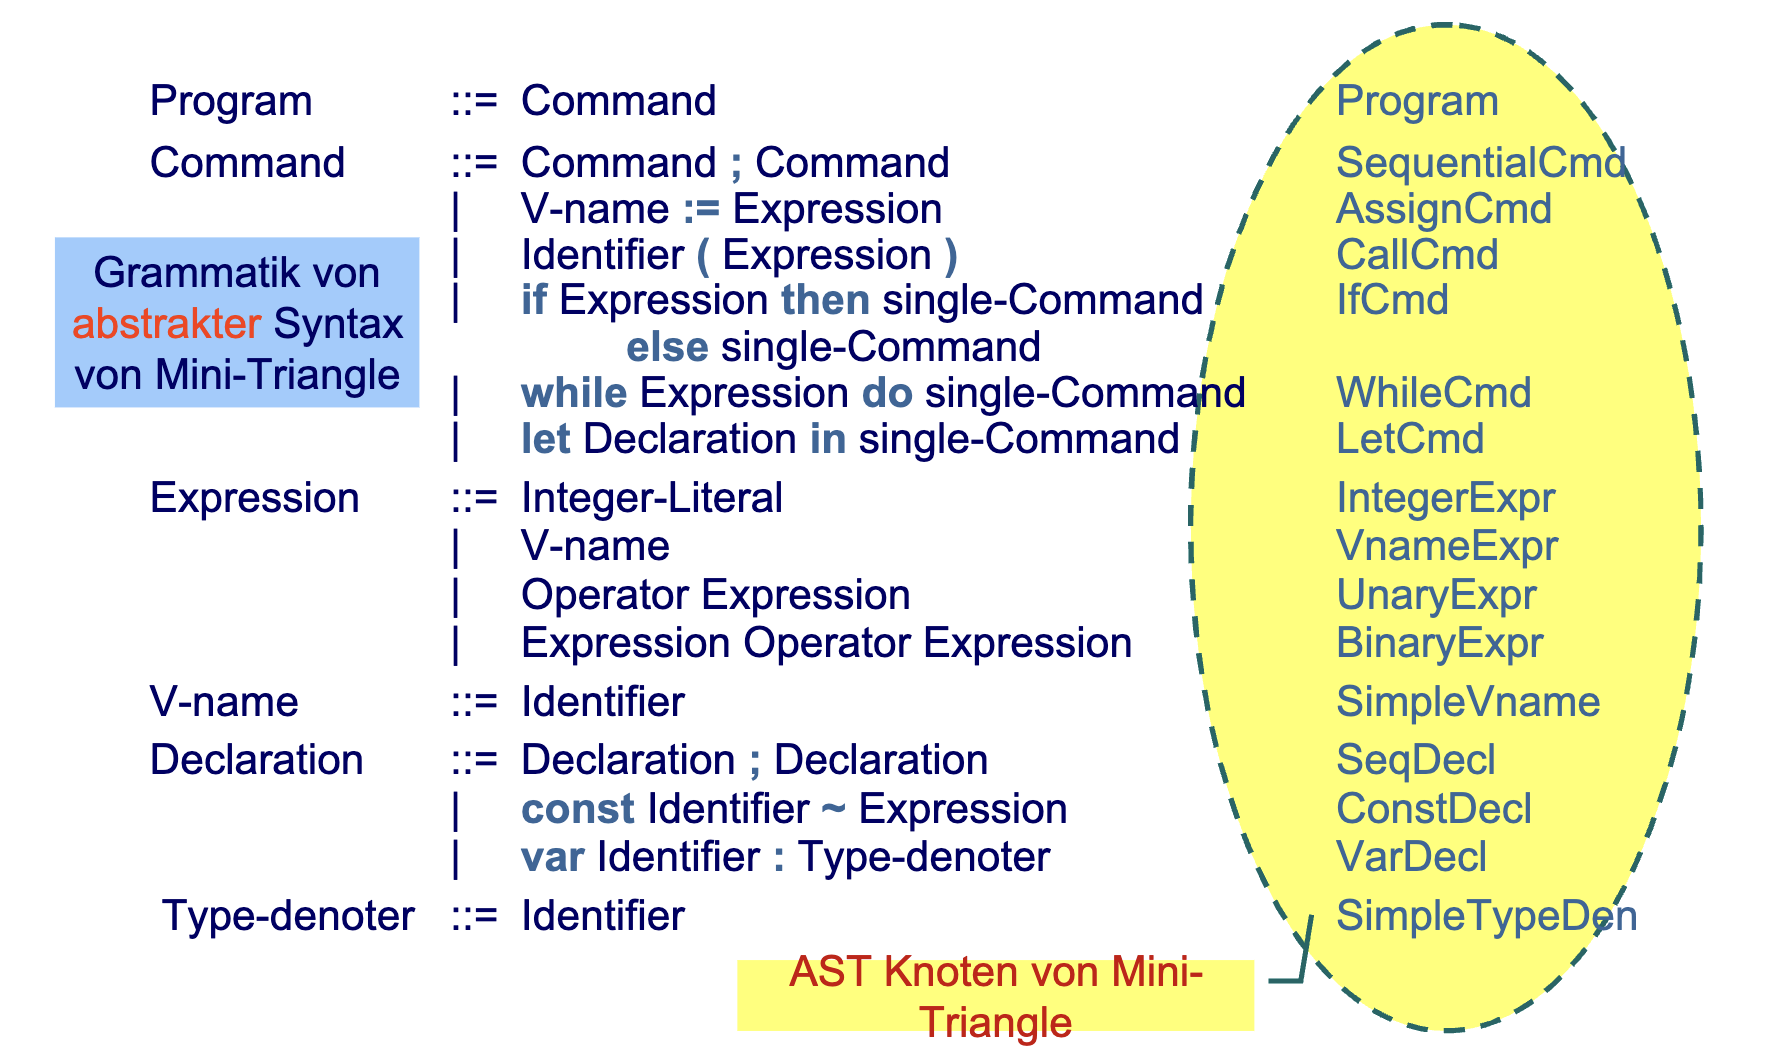 Program ::= Command Program
Command ::= Command ; Command SequentialCmd
| V-name := Expression AssignCmd
| Identifier ( Expression ) CallCmd
| if Expression then single-Command IfCmd
else single-Command
| while Expression do single-Command WhileCmd
| let Declaration in single-Command LetCmd
Grammatik von
abstrakter Syntax
von Mini-Triangle
Expression ::= Integer-Literal IntegerExpr
| V-name VnameExpr
| Operator Expression UnaryExpr
| Expression Operator Expression BinaryExpr
V-name ::= Identifier SimpleVname
Declaration ::= Declaration ; Declaration SeqDecl
| const Identifier ~ Expression ConstDecl
| var Identifier : Type-denoter VarDecl
Type-denoter ::= Identifier SimpleTypeDen
AST Knoten von Mini-
Triangle